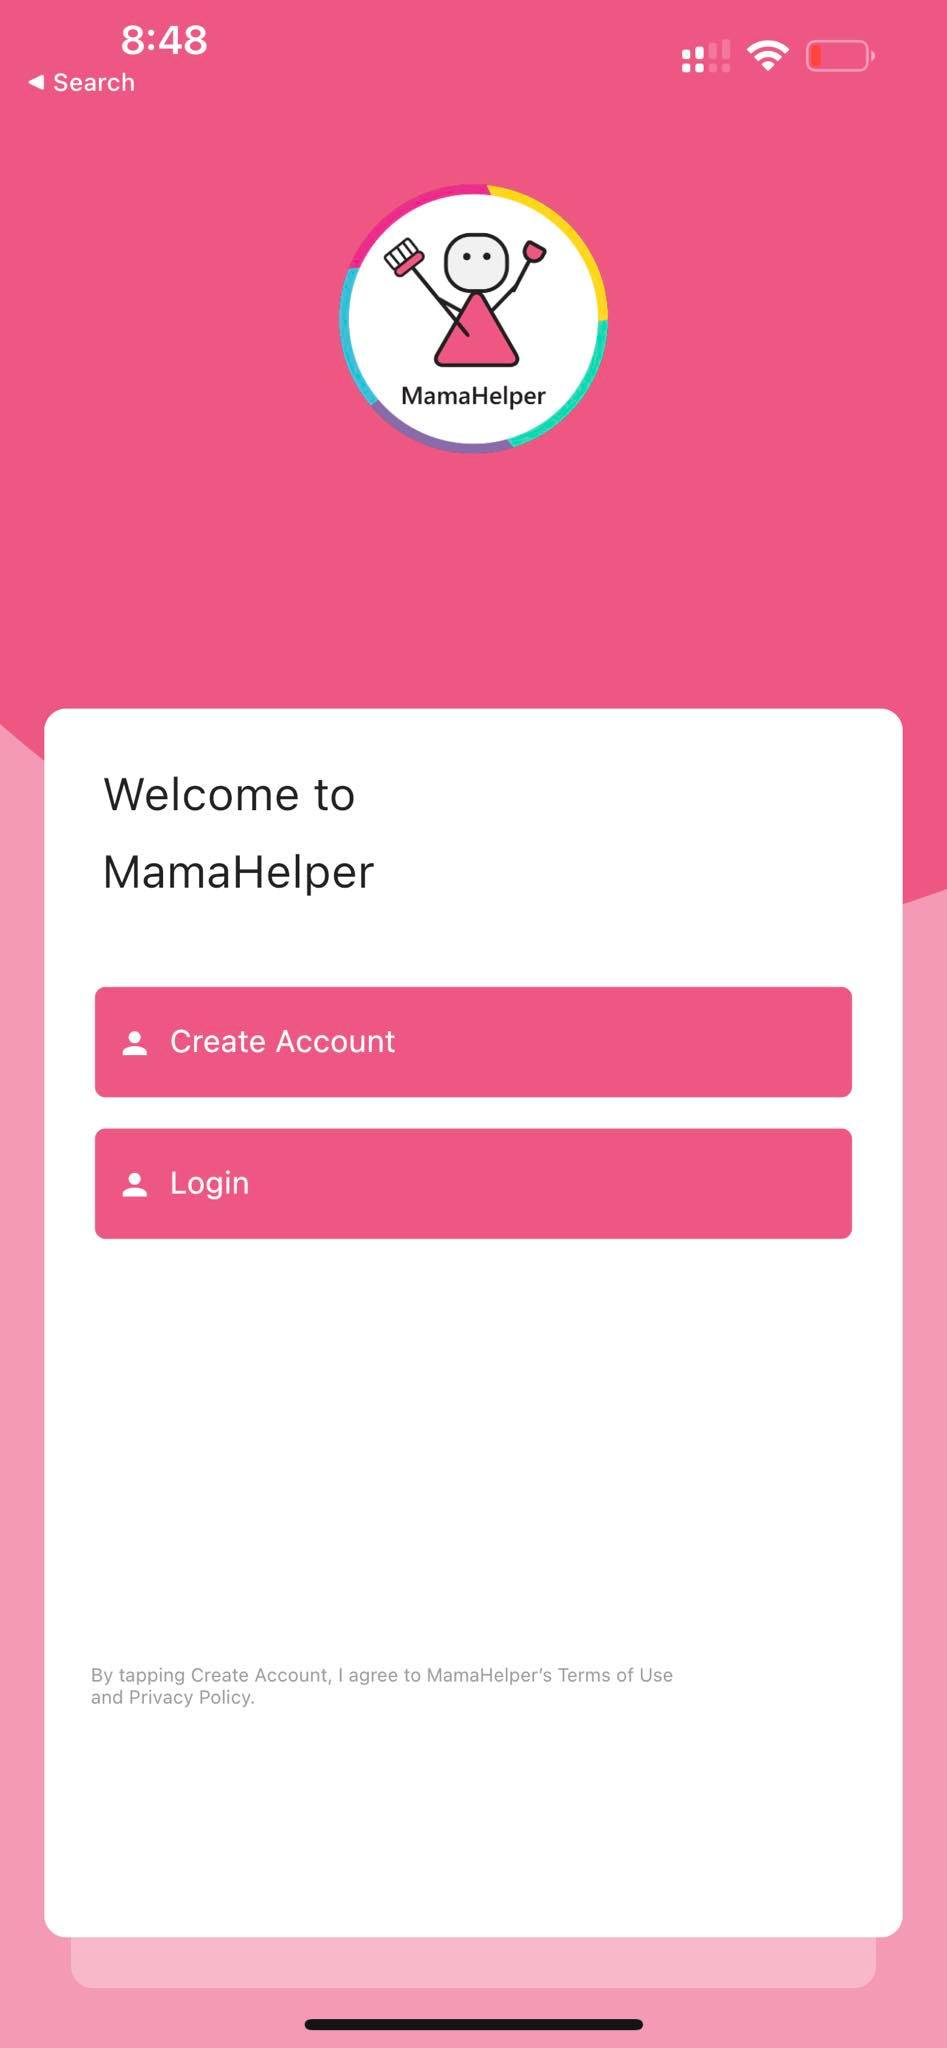 8:48
◀ Search
MamaHelper
Welcome to
MamaHelper
Create Account
Login
By tapping Create Account, I agree to MamaHelper’s Terms of Use
and Privacy Policy.